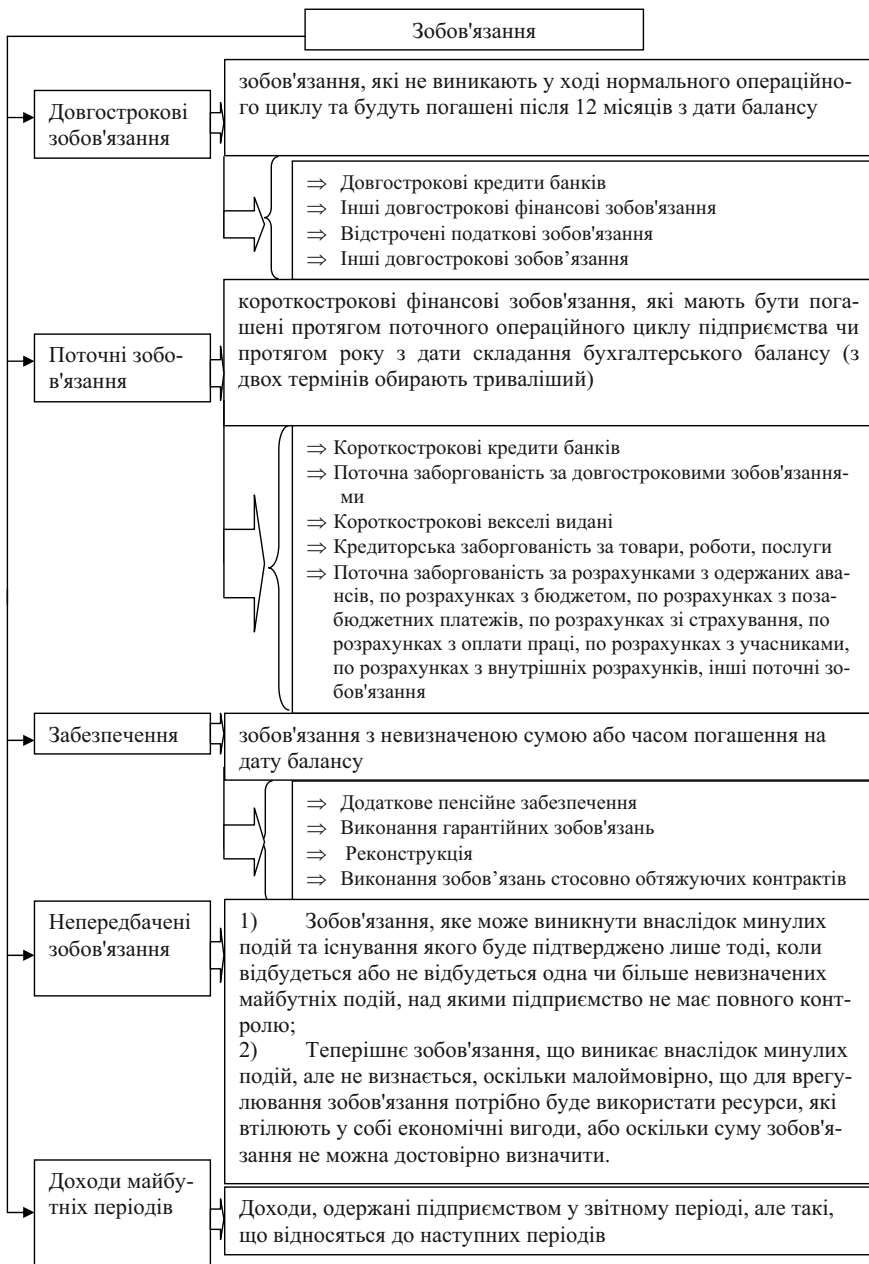 Зобов'язання
Довгострокові
зобов'язання
зобов'язання, які не виникають у ході нормального операційно-
го циклу та будуть погашені після 12 місяців з дати балансу
⇒ Довгострокові кредити банків
⇒ Інші довгострокові фінансові зобов'язання
⇒ Відстрочені податкові зобов'язання
⇒ Інші довгострокові зобов’язання
Поточні зобо-
в'язання
короткострокові фінансові зобов'язання, які мають бути пога-
шені протягом поточного операційного циклу підприємства чи
протягом року з дати складання бухгалтерського балансу (з
двох термінів обирають триваліший)
⇒ Короткострокові кредити банків
⇒ Поточна заборгованість за довгостроковими зобов'язання-
ми
⇒ Короткострокові векселі видані
⇒ Кредиторська заборгованість за товари, роботи, послуги
⇒ Поточна заборгованість за розрахунками з одержаних ава-
нсів, по розрахунках з бюджетом, по розрахунках з поза-
бюджетних платежів, по розрахунках зі страхування, по
розрахунках з оплати праці, по розрахунках з учасниками,
по розрахунках з внутрішніх розрахунків, інші поточні зо-
бов'язання
Забезпечення
зобов'язання з невизначеною сумою або часом погашення на
дату балансу
⇒ Додаткове пенсійне забезпечення
⇒ Виконання гарантійних зобов'язань
⇒ Реконструкція
⇒ Виконання зобов’язань стосовно обтяжуючих контрактів
Непередбачені
зобов'язання
1) Зобов'язання, яке може виникнути внаслідок минулих
подій та існування якого буде підтверджено лише тоді, коли
відбудеться або не відбудеться одна чи більше невизначених
майбутніх подій, над якими підприємство не має повного конт-
ролю;
2) Теперішнє зобов'язання, що виникає внаслідок минулих
подій, але не визнається, оскільки малоймовірно, що для врегу-
лювання зобов'язання потрібно буде використати ресурси, які
втілюють у собі економічні вигоди, або оскільки суму зобов'я-
зання не можна достовірно визначити.
Доходи майбу-
тніх періодів
Доходи, одержані підприємством у звітному періоді, але такі,
що відносяться до наступних періодів